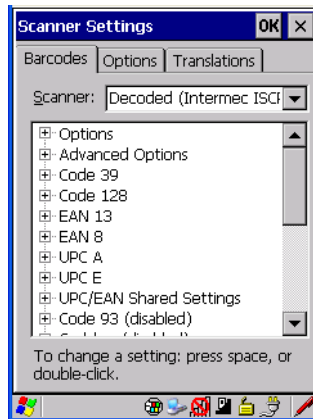 Scanner Settings OK ×
Barcodes Options Translations
Scanner: Decoded (Intermec ISCP
Options
Advanced Options
Code 39
Code 128
EAN 13
EAN 8
UPC A
UPC E
UPC/EAN Shared Settings
Code 93 (disabled)
To change a setting: press space, or
double-click.